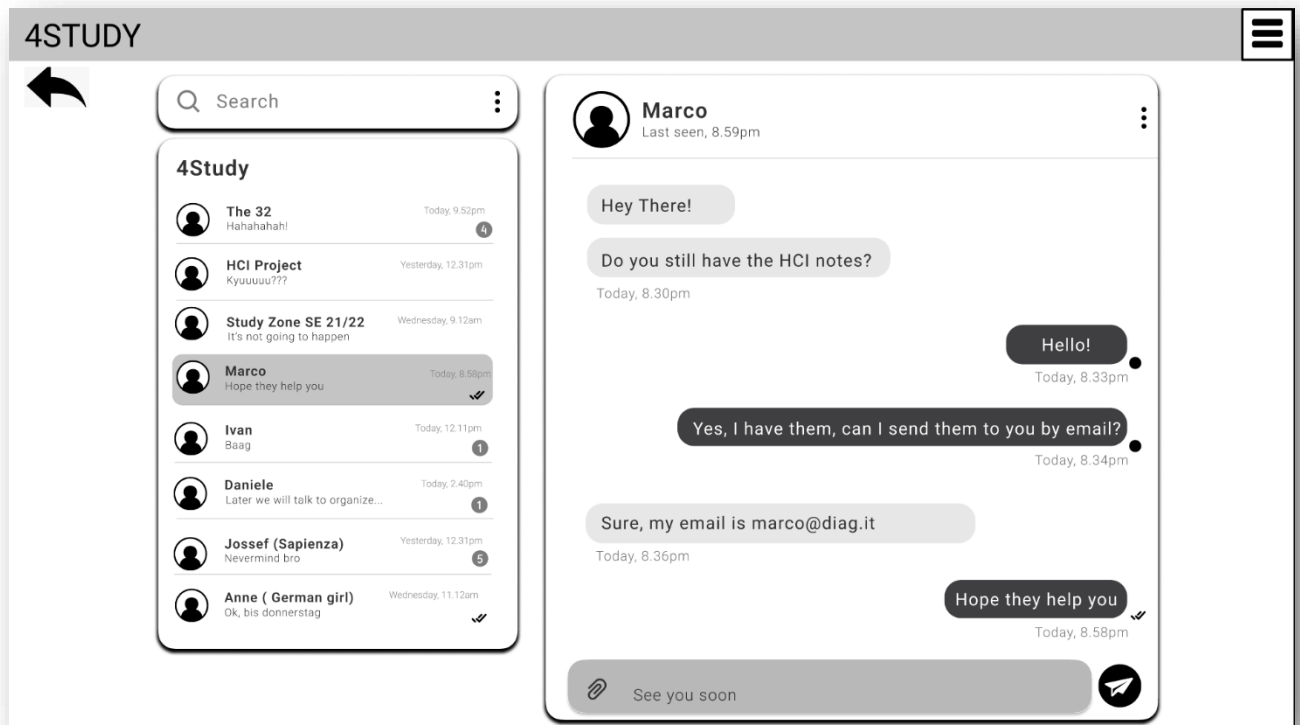 4STUDY
Search
4Study
The 32
Today, 9.52pm
Hahahahah!
4
HCI Project
Yesterday, 12.31pm
Kyuuuuu???
Study Zone SE 21/22
Wednesday, 9.12am
It's not going to happen
Marco
Today, 8.58pm
Hope they help you
Ivan
Today, 12.11pm
Baag
1
Daniele
Today, 2.40pm
Later we will talk to organize...
1
Jossef (Sapienza)
Yesterday, 12.31pm
Nevermind bro
5
Anne ( German girl)
Wednesday, 11.12am
Ok, bis donnerstag
Marco
Last seen, 8.59pm
Hey There!
Do you still have the HCI notes?
Today, 8.30pm
Hello!
Today, 8.33pm
Yes, I have them, can I send them to you by email?
Today, 8.34pm
Sure, my email is marco@diag.it
Today, 8.36pm
Hope they help you
Today, 8.58pm
See you soon